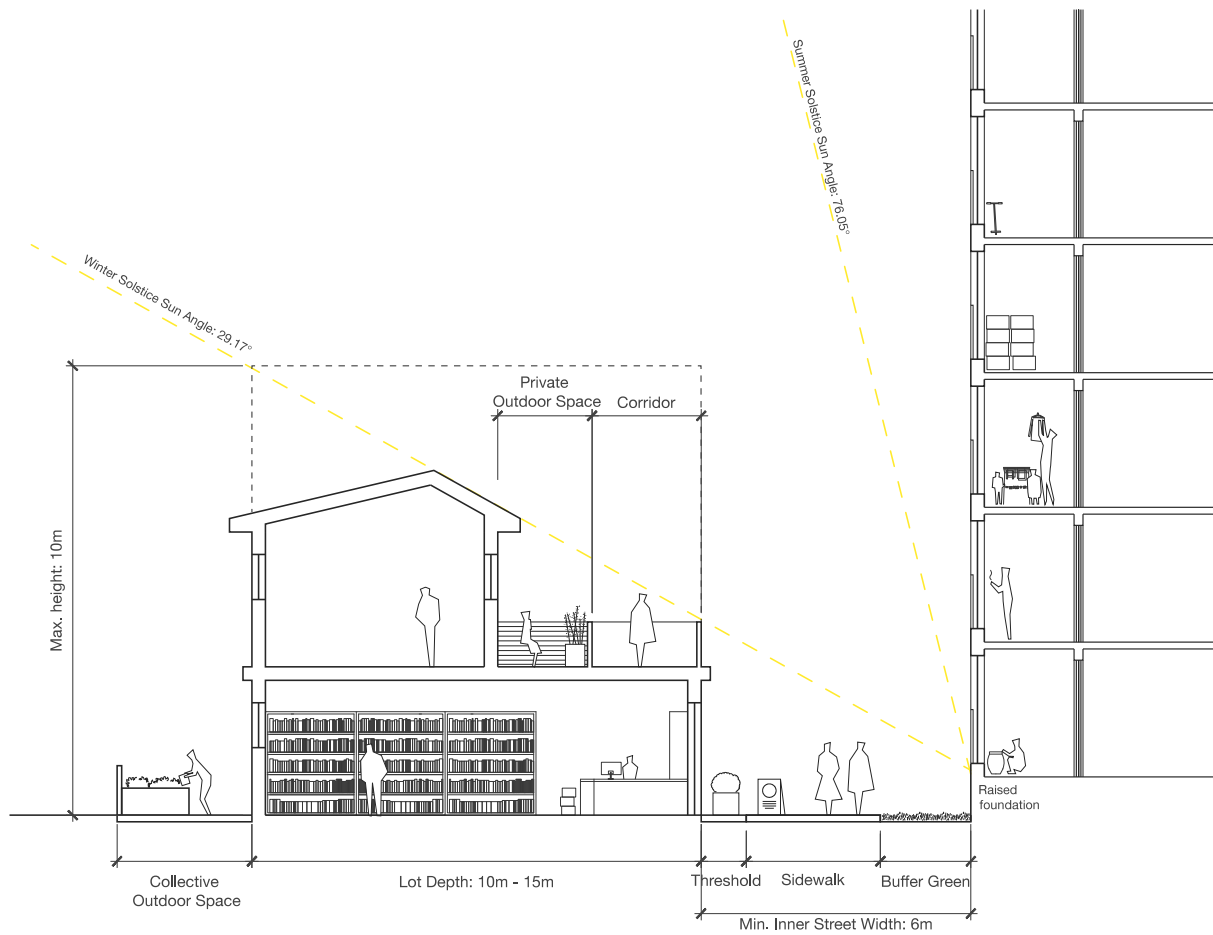 Summer Solstice Sun Angle: 76.05°
Winter Solstice Sun Angle: 29.17°
Private
Outdoor Space
Corridor
Max. height: 10m
Raised
foundation
Collective
Outdoor Space
Lot Depth: 10m - 15m
Threshold
Sidewalk
Buffer Green
Min. Inner Street Width: 6m